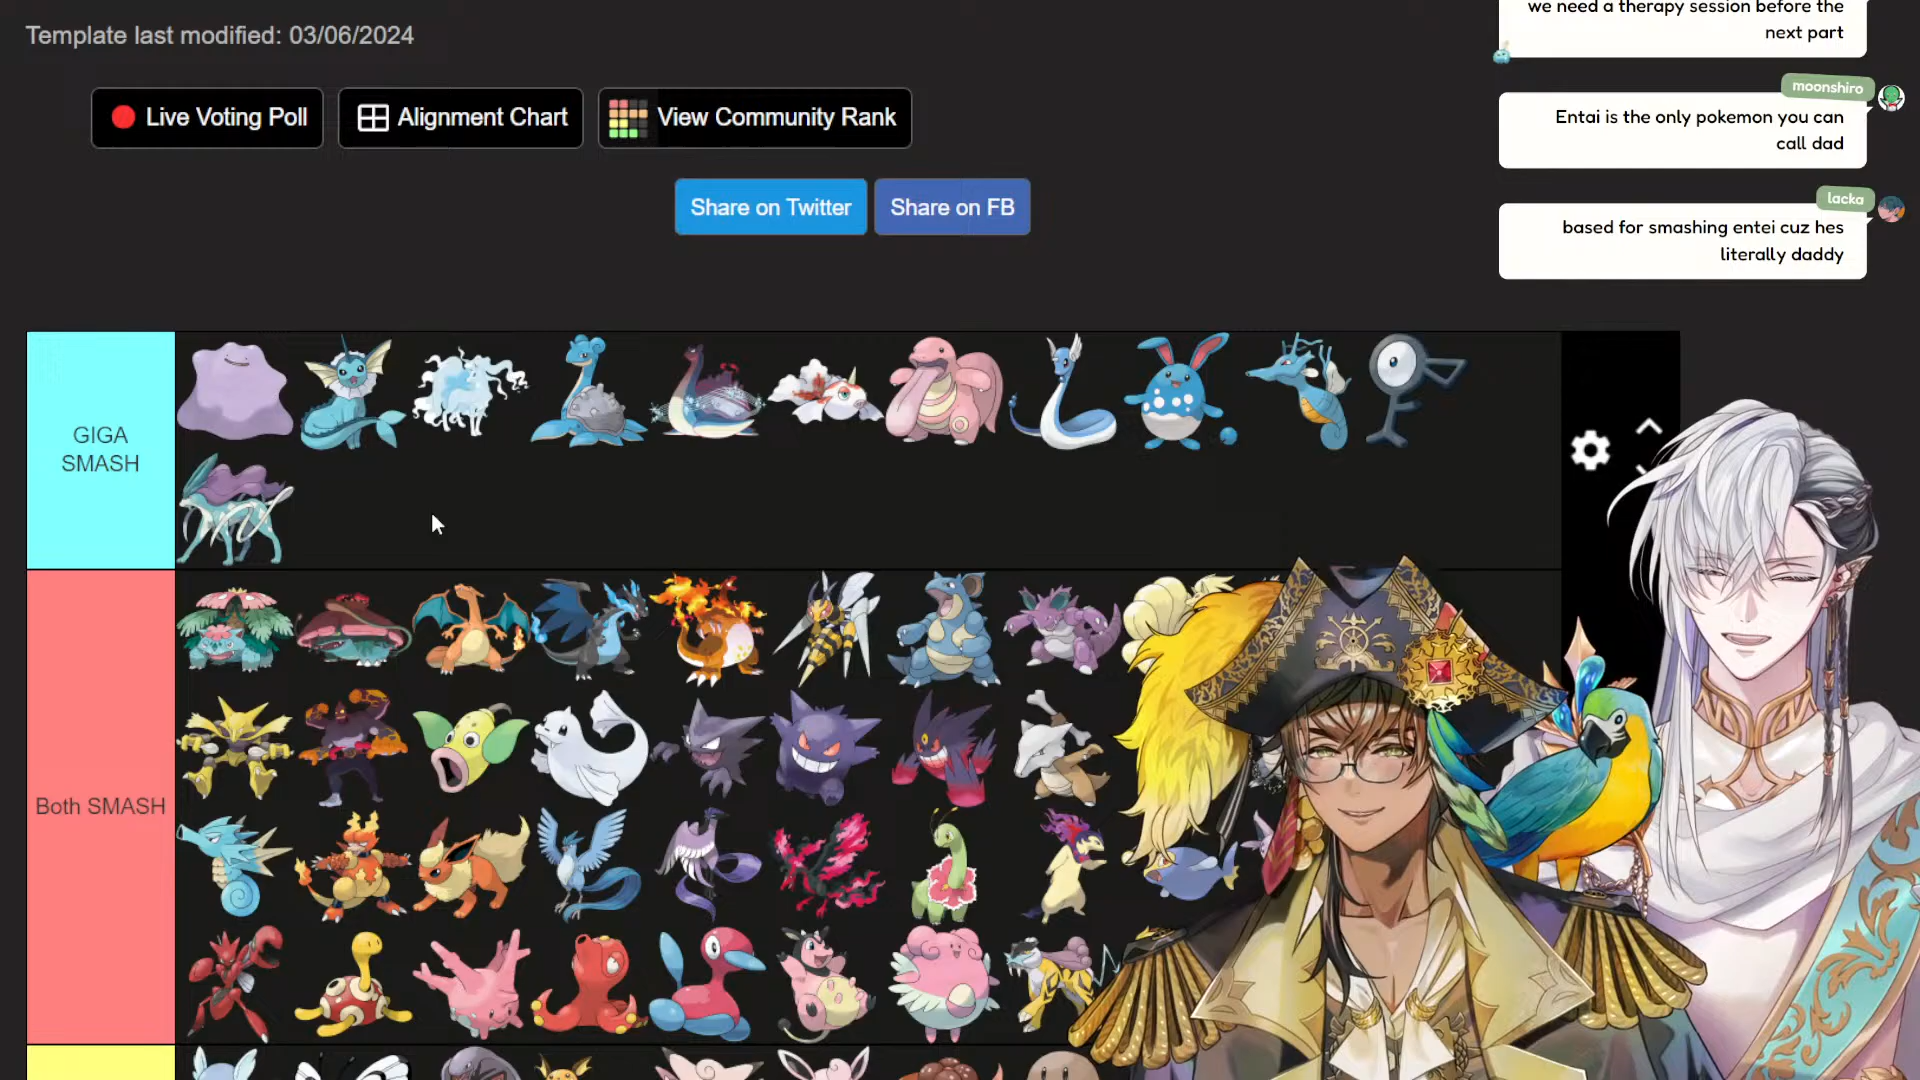 Template last modified: 03/06/2024
Live Voting Poll
Alignment Chart
View Community Rank
Share on Twitter
Share on FB
we need a therapy session before the
next part
moonshiro
Entai is the only pokemon you can
call dad
lacka
based for smashing entei cuz hes
literally daddy
GIGA
SMASH
Both SMASH